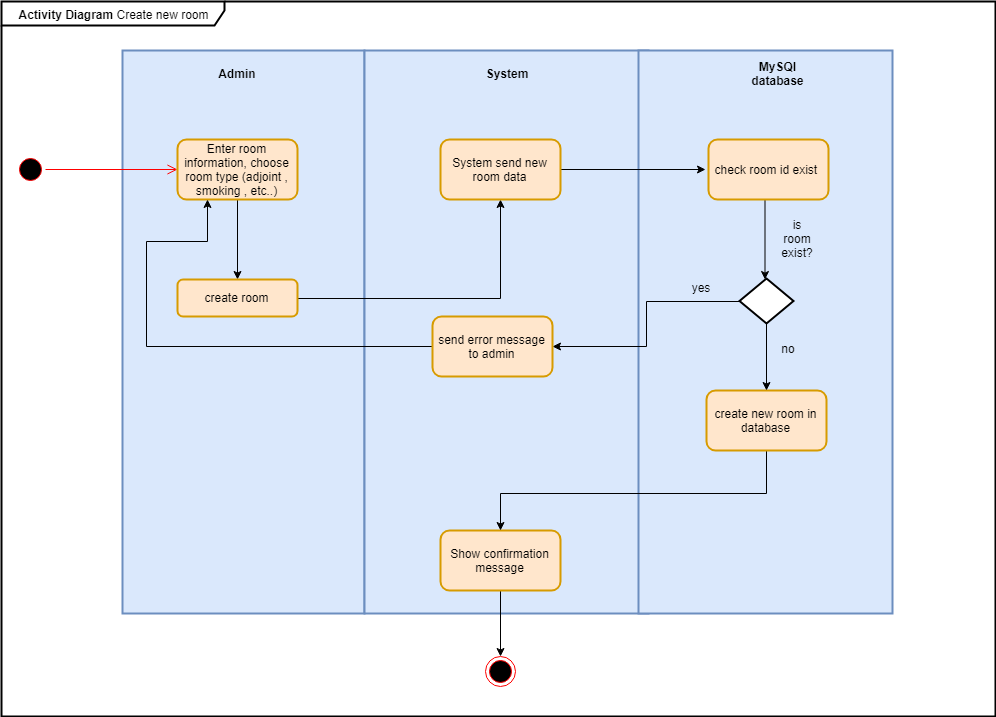 Activity Diagram Create new room
Admin
System
MySQl
database
Enter room
information, choose
room type (adjoint ,
smoking , etc..)
System send new
room data
check room id exist
is
room
exist?
create room
yes
send error message
to admin
no
create new room in
database
Show confirmation
message